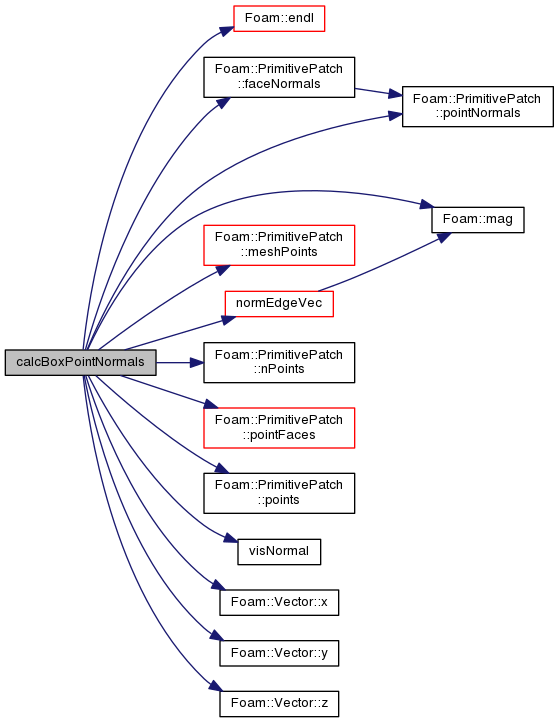 Foam::endl
Foam::PrimitivePatch
::faceNormals
Foam::PrimitivePatch
::pointNormals
Foam::mag
Foam::PrimitivePatch
::meshPoints
normEdgeVec
calcBoxPointNormals
Foam::PrimitivePatch
::nPoints
Foam::PrimitivePatch
::pointFaces
Foam::PrimitivePatch
::points
visNormal
Foam::Vector::x
Foam::Vector::y
Foam::Vector::z